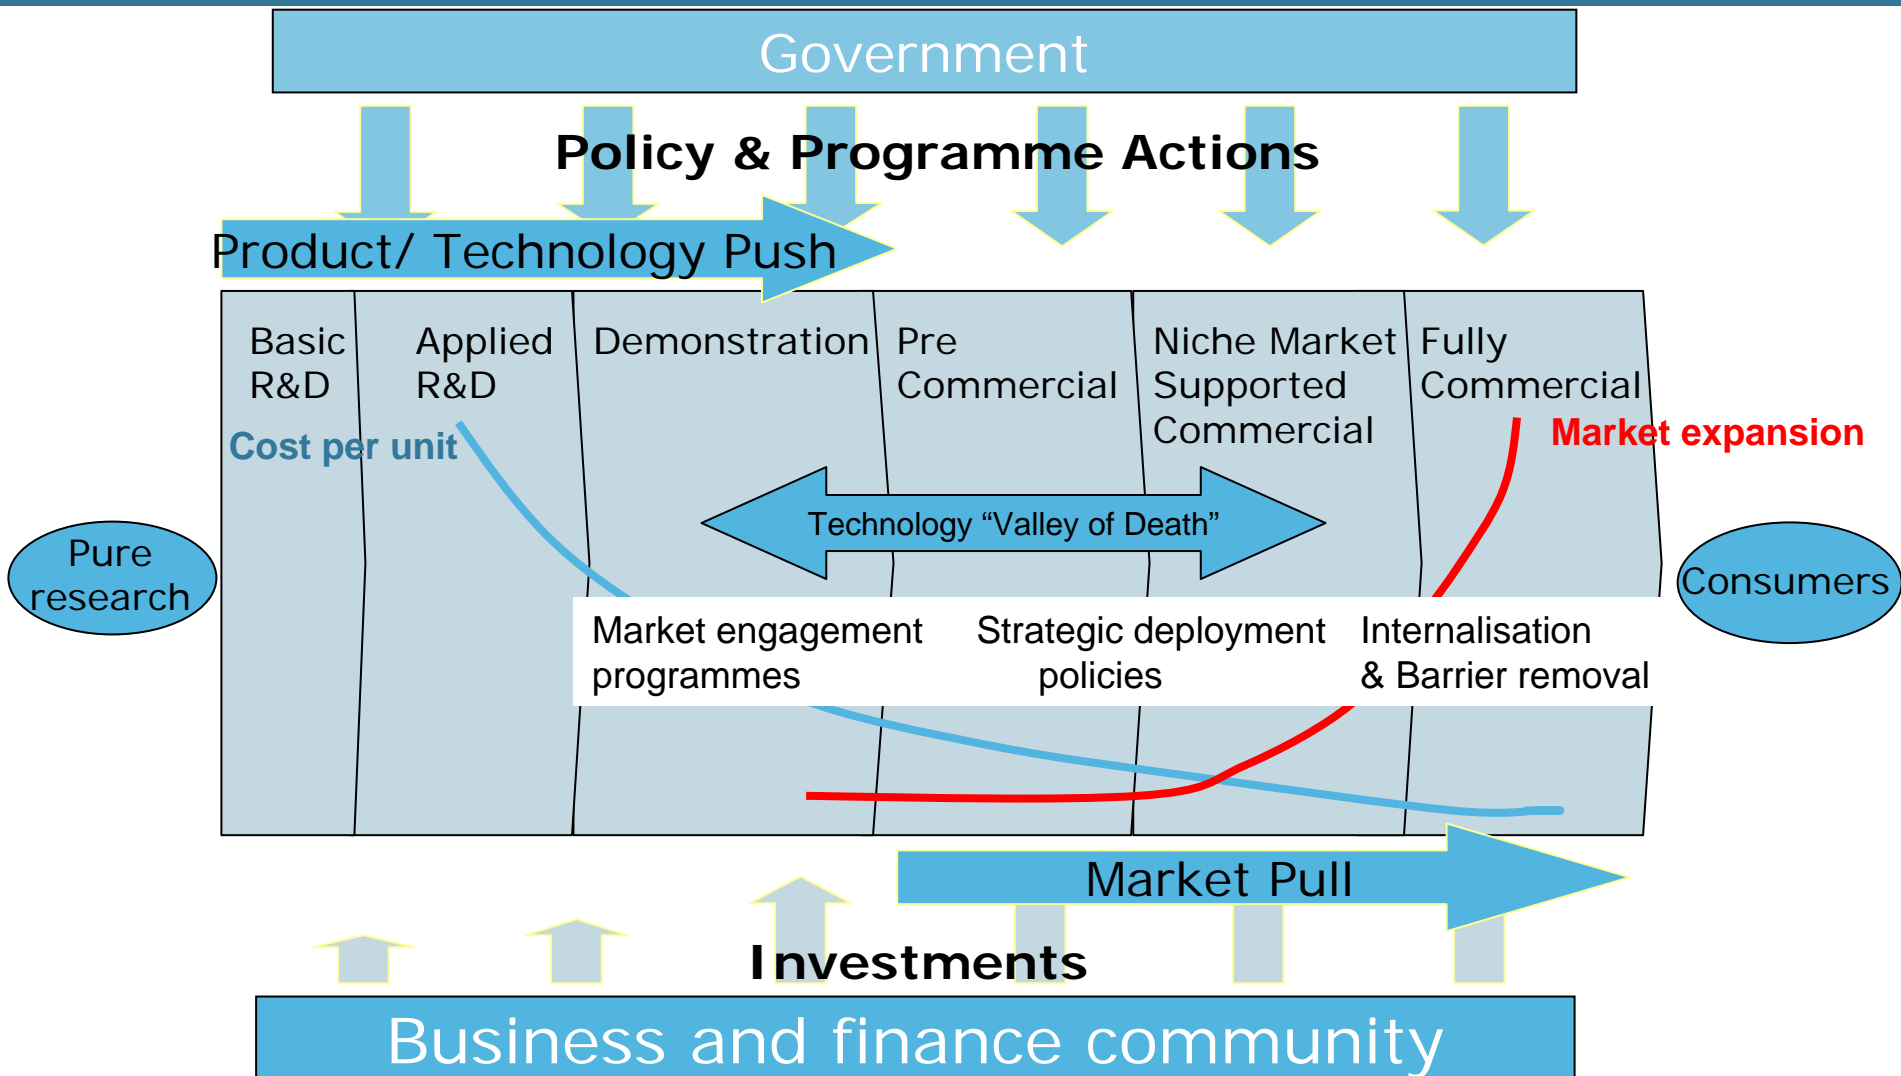 Government
Policy & Programme Actions
Product/ Technology Push
Basic
R&D
Applied
R&D
Demonstration
Pre
Commercial
Niche Market
Supported
Commercial
Fully
Commercial
Cost per unit
Market expansion
Technology “Valley of Death”
Pure
research
Consumers
Market engagement
programmes
Strategic deployment
policies
Internalisation
& Barrier removal
Market Pull
Investments
Business and finance community